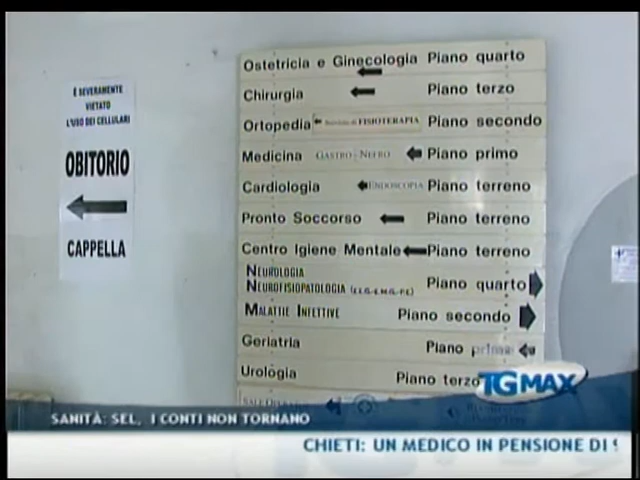 È SEVERAMENTE
VIETATO
L'USO DEI CELLULARI
OBITORIO
CAPPELLA
Ostetricia e Ginecologia Piano quarto
Chirurgia Piano terzo
Ortopedia Servizio di FISIOTERAPIA Piano secondo
Medicina GASTRO - NEFRO Piano primo
Cardiologia ENDOSCOPIA Piano terreno
Pronto Soccorso Piano terreno
Centro Igiene Mentale Piano terreno
NEUROLOGIA
NEUROFISIOPATOLOGIA (E.E.G.-E.M.G.-P.E.) Piano quarto
MALATTIE INFETTIVE Piano secondo
Geriatria Piano primo
Urologia Piano terzo
TGMAX
SANITÀ: SEL, I CONTI NON TORNANO
CHIETI: UN MEDICO IN PENSIONE DI